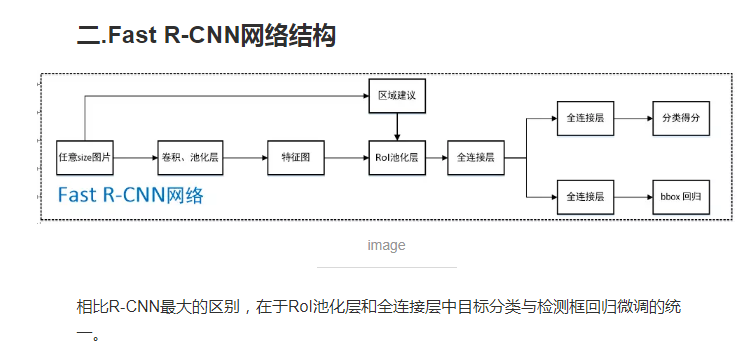 二.Fast R-CNN网络结构
区域建议
全连接层
分类得分
任意size图片
卷积、池化层
特征图
RoI池化层
全连接层
Fast R-CNN网络
全连接层
bbox 回归
image
相比R-CNN最大的区别，在于RoI池化层和全连接层中目标分类与检测框回归微调的统
一。